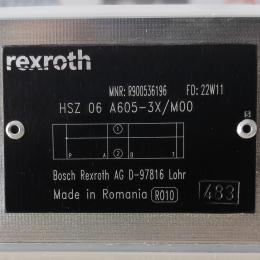 rexroth
MNR: R900536196 FD: 22W11
HSZ 06 A605-3X/M00
1
P A B T
2
Bosch Rexroth AG D-97816 Lohr
Made in Romania R010 483